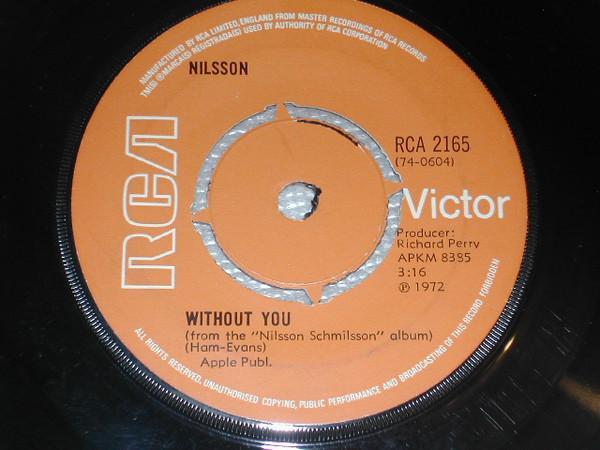 MANUFACTURED BY RCA LIMITED, ENGLAND FROM MASTER RECORDINGS OF RCA RECORDS
TM(S) ® MARCA(S) REGISTRADA(S) USED BY AUTHORITY OF RCA CORPORATION
NILSSON
RCA
RCA 2165
(74-0604)
Victor
Producer:
Richard Perry
APKM 8385
3:16
℗ 1972
WITHOUT YOU
(from the "Nilsson Schmilsson" album)
(Ham-Evans)
Apple Publ.
ALL RIGHTS RESERVED, UNAUTHORISED COPYING, PUBLIC PERFORMANCE AND BROADCASTING OF THIS RECORD FORBIDDEN